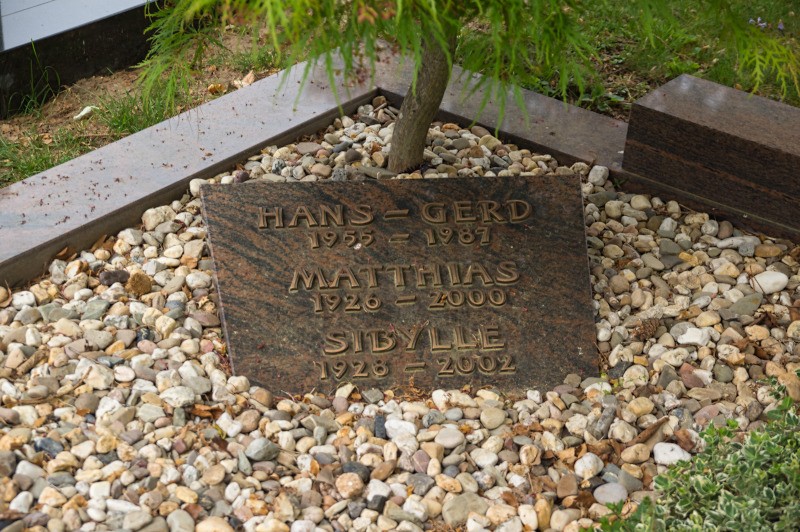 HANS – GERD
1955 – 1987
MATTHIAS
1926 – 2000
SIBYLLE
1928 – 2002